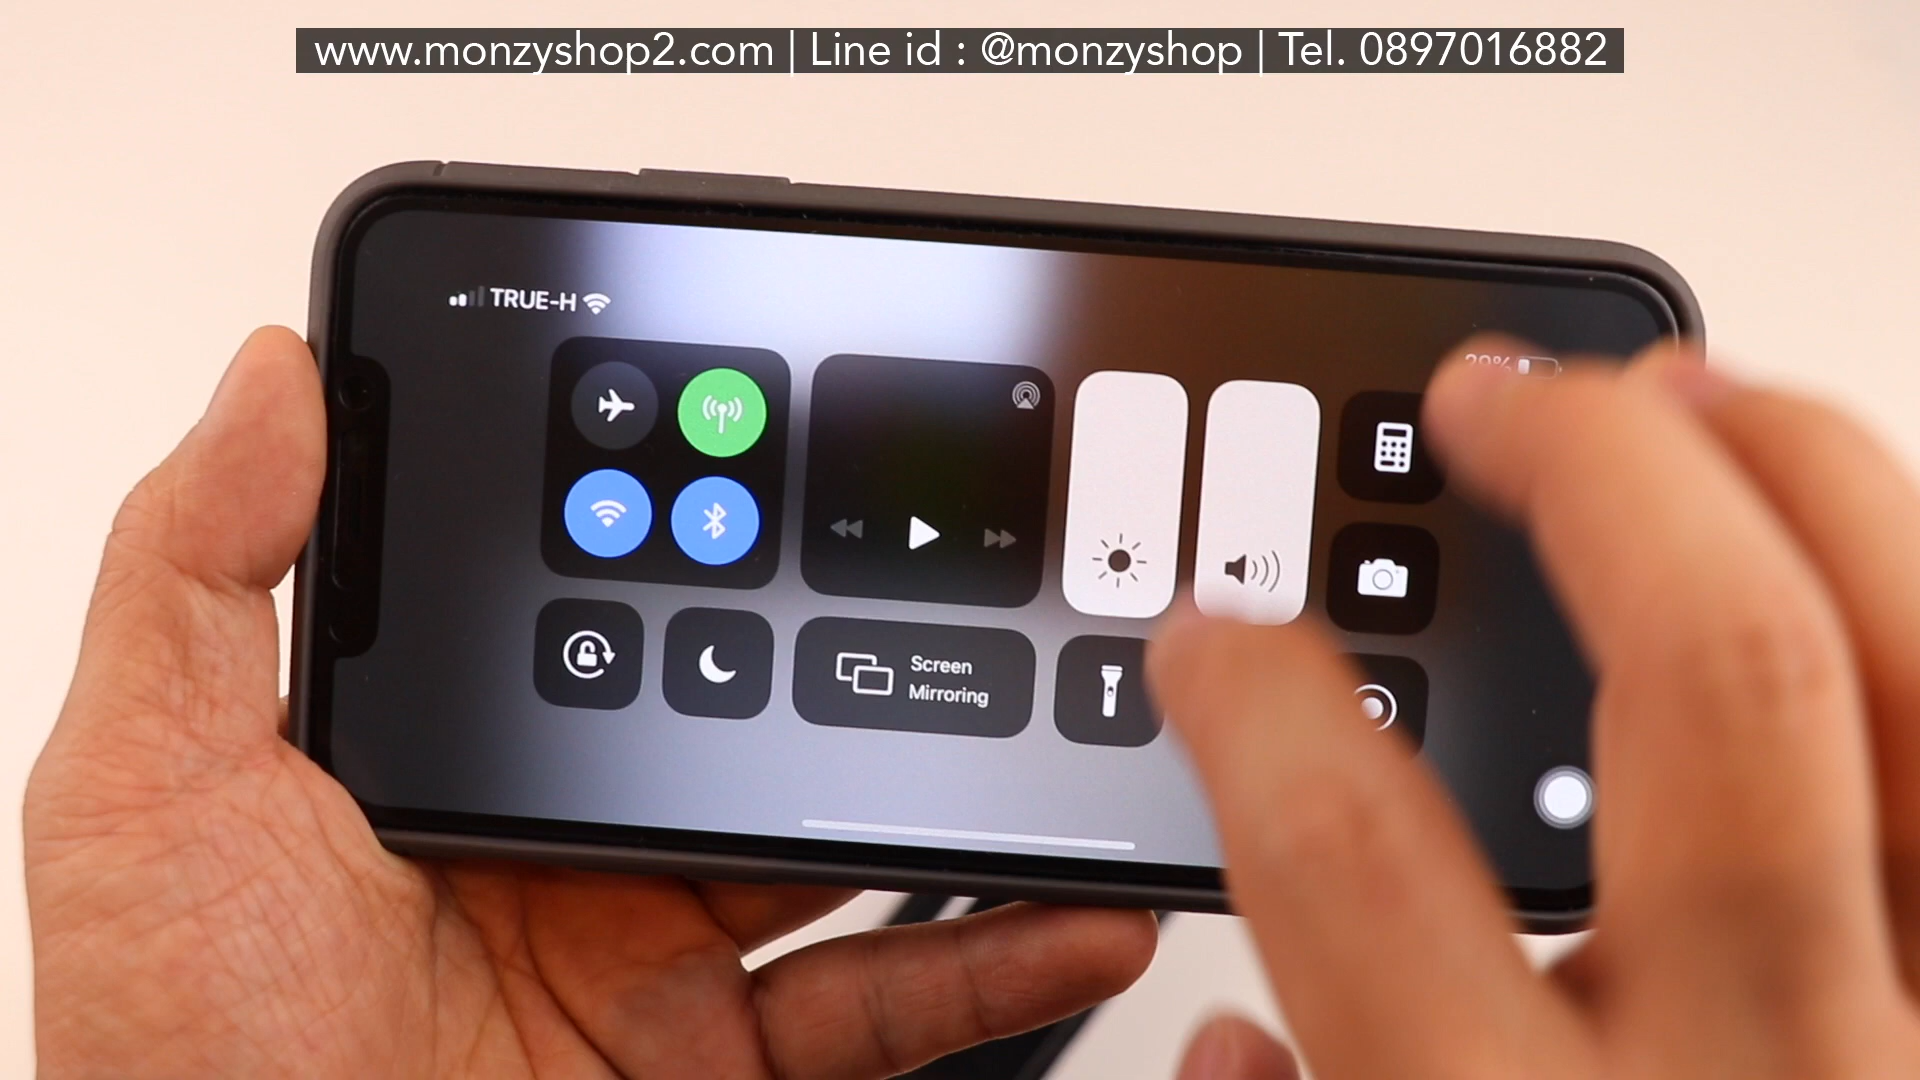 www.monzyshop2.com | Line id : @monzyshop | Tel. 0897016882
TRUE-H
Screen
Mirroring